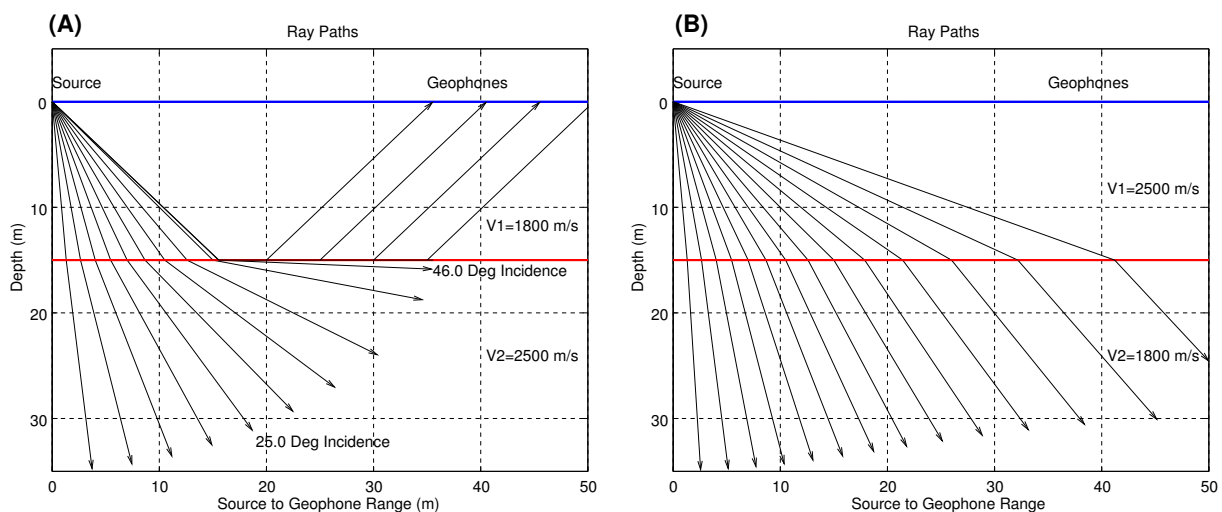 (A)
Ray Paths
Source
Geophones
0
10
20
30
Depth (m)
V1=1800 m/s
46.0 Deg Incidence
V2=2500 m/s
25.0 Deg Incidence
0 10 20 30 40 50
Source to Geophone Range (m)
(B)
Ray Paths
Source
Geophones
0
10
20
30
Depth (m)
V1=2500 m/s
V2=1800 m/s
0 10 20 30 40 50
Source to Geophone Range